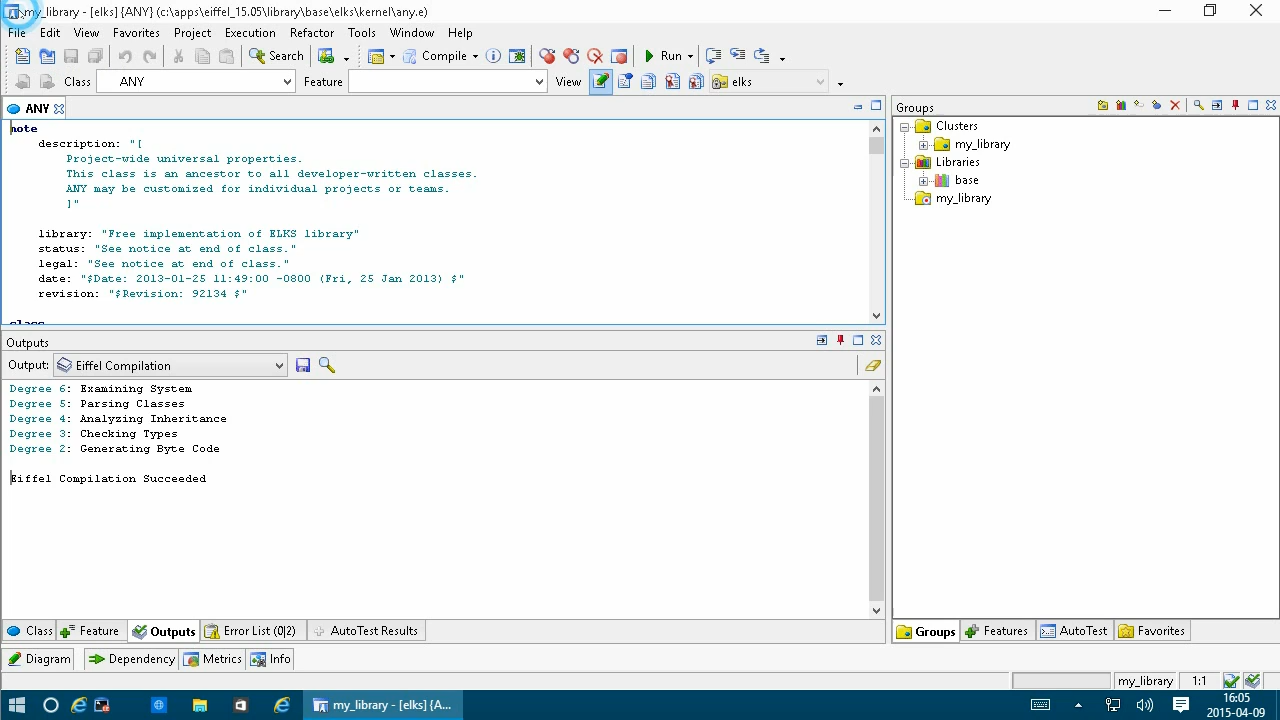 my_library - [elks] {ANY} (c:\apps\eiffel_15.05\library\base\elks\kernel\any.e)
File Edit View Favorites Project Execution Refactor Tools Window Help
Search Compile Run
Class ANY Feature View elks
ANY
note
description: "[
Project-wide universal properties.
This class is an ancestor to all developer-written classes.
ANY may be customized for individual projects or teams.
]"
library: "Free implementation of ELKS library"
status: "See notice at end of class."
legal: "See notice at end of class."
date: "$Date: 2013-01-25 11:49:00 -0800 (Fri, 25 Jan 2013) $"
revision: "$Revision: 92134 $"
class
Outputs
Output: Eiffel Compilation
Degree 6: Examining System
Degree 5: Parsing Classes
Degree 4: Analyzing Inheritance
Degree 3: Checking Types
Degree 2: Generating Byte Code
Eiffel Compilation Succeeded
Class Feature Outputs Error List (0|2) AutoTest Results
Diagram Dependency Metrics Info
Groups
Clusters
my_library
Libraries
base
my_library
Groups Features AutoTest Favorites
my_library 1:1
my_library - [elks] {A...
16:05
2015-04-09